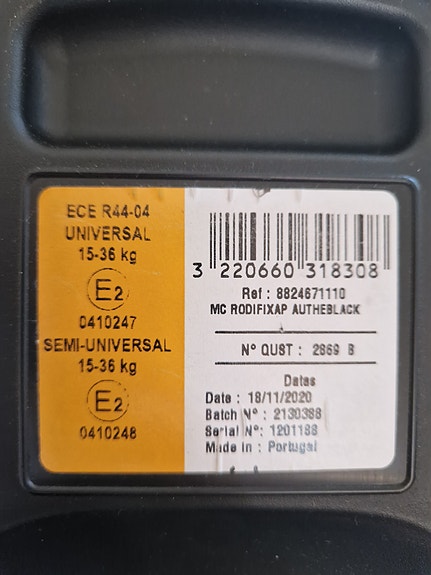 ECE R44-04
UNIVERSAL
15-36 kg
E2
0410247
SEMI-UNIVERSAL
15-36 kg
E2
0410248
3 220660 318308
Ref : 8824671110
MC RODIFIXAP AUTHEBLACK
N° QUST : 2869 B
Dates
Date : 18/11/2020
Batch N° : 2130388
Serial N°: 1201188
Made in : Portugal